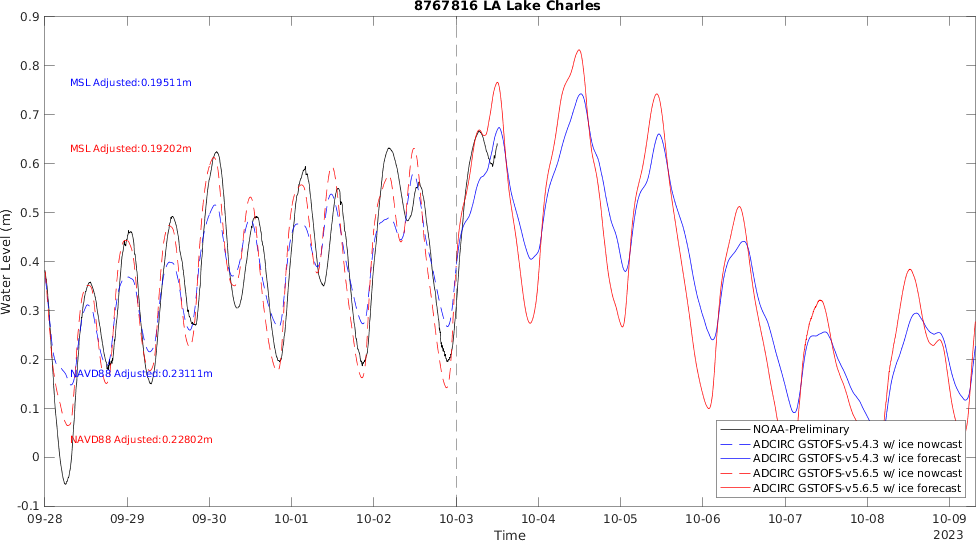 8767816 LA Lake Charles
0.9
0.8
0.7
0.6
0.5
0.4
0.3
0.2
0.1
0
-0.1
Water Level (m)
MSL Adjusted:0.19511m
MSL Adjusted:0.19202m
NAVD88 Adjusted:0.23111m
NAVD88 Adjusted:0.22802m
NOAA-Preliminary
ADCIRC GSTOFS-v5.4.3 w/ ice nowcast
ADCIRC GSTOFS-v5.4.3 w/ ice forecast
ADCIRC GSTOFS-v5.6.5 w/ ice nowcast
ADCIRC GSTOFS-v5.6.5 w/ ice forecast
09-28 09-29 09-30 10-01 10-02 10-03 10-04 10-05 10-06 10-07 10-08 10-09
Time 2023